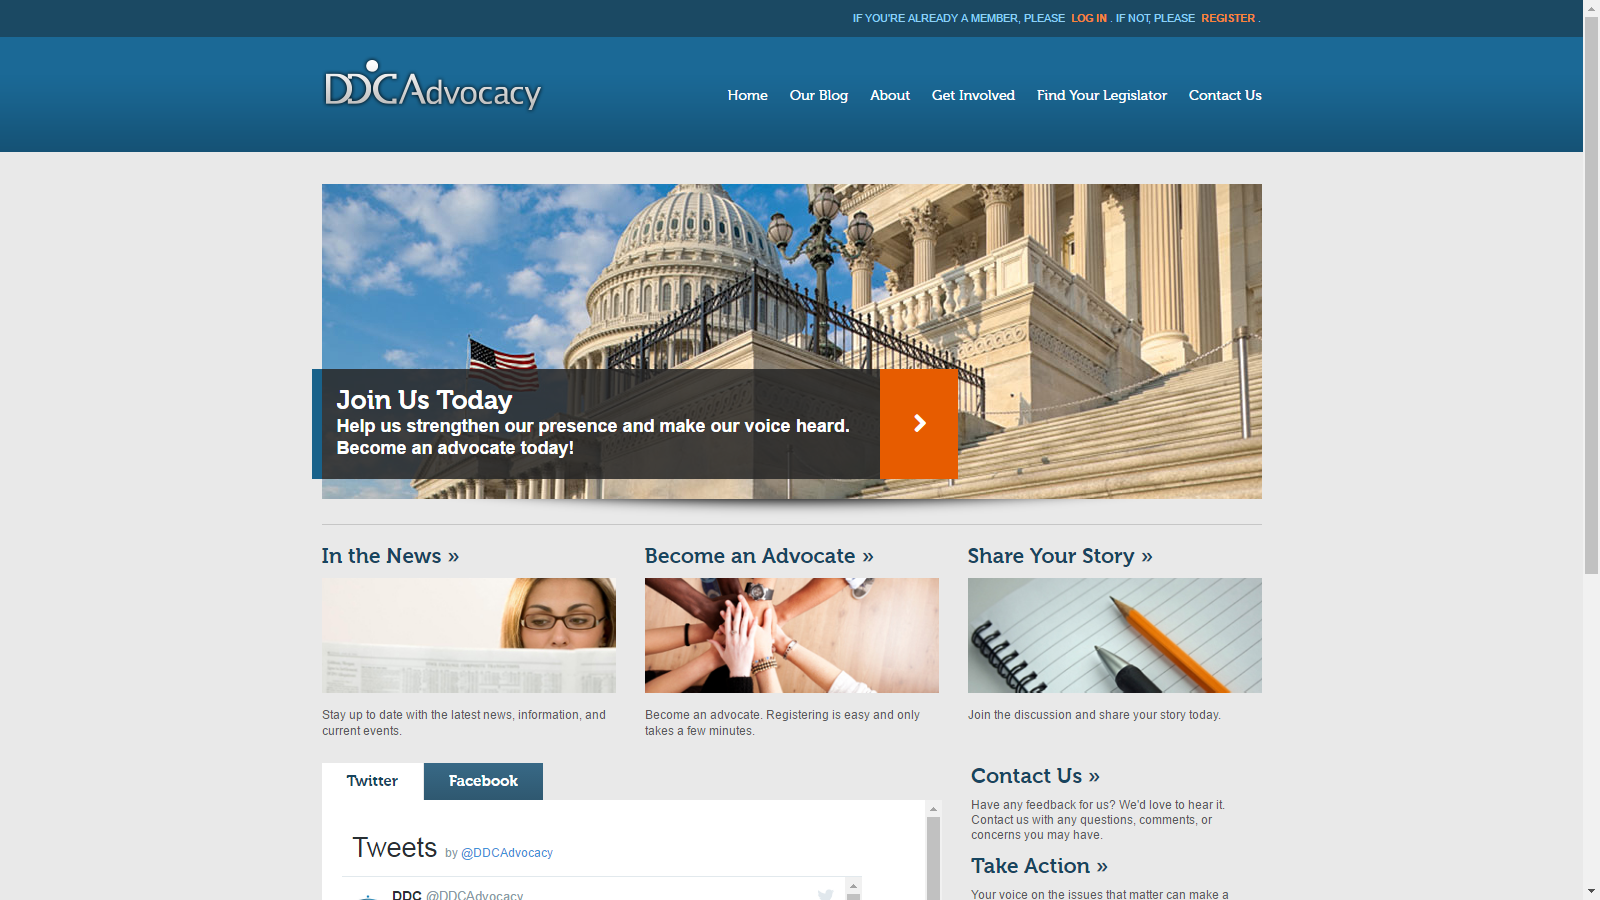 IF YOU'RE ALREADY A MEMBER, PLEASE LOG IN . IF NOT, PLEASE REGISTER .
DDC Advocacy
Home Our Blog About Get Involved Find Your Legislator Contact Us
Join Us Today
Help us strengthen our presence and make our voice heard.
Become an advocate today!
In the News »
Become an Advocate »
Share Your Story »
Stay up to date with the latest news, information, and
current events.
Become an advocate. Registering is easy and only
takes a few minutes.
Join the discussion and share your story today.
Twitter Facebook
Tweets by @DDCAdvocacy
DDC @DDCAdvocacy
Contact Us »
Have any feedback for us? We'd love to hear it.
Contact us with any questions, comments, or
concerns you may have.
Take Action »
Your voice on the issues that matter can make a